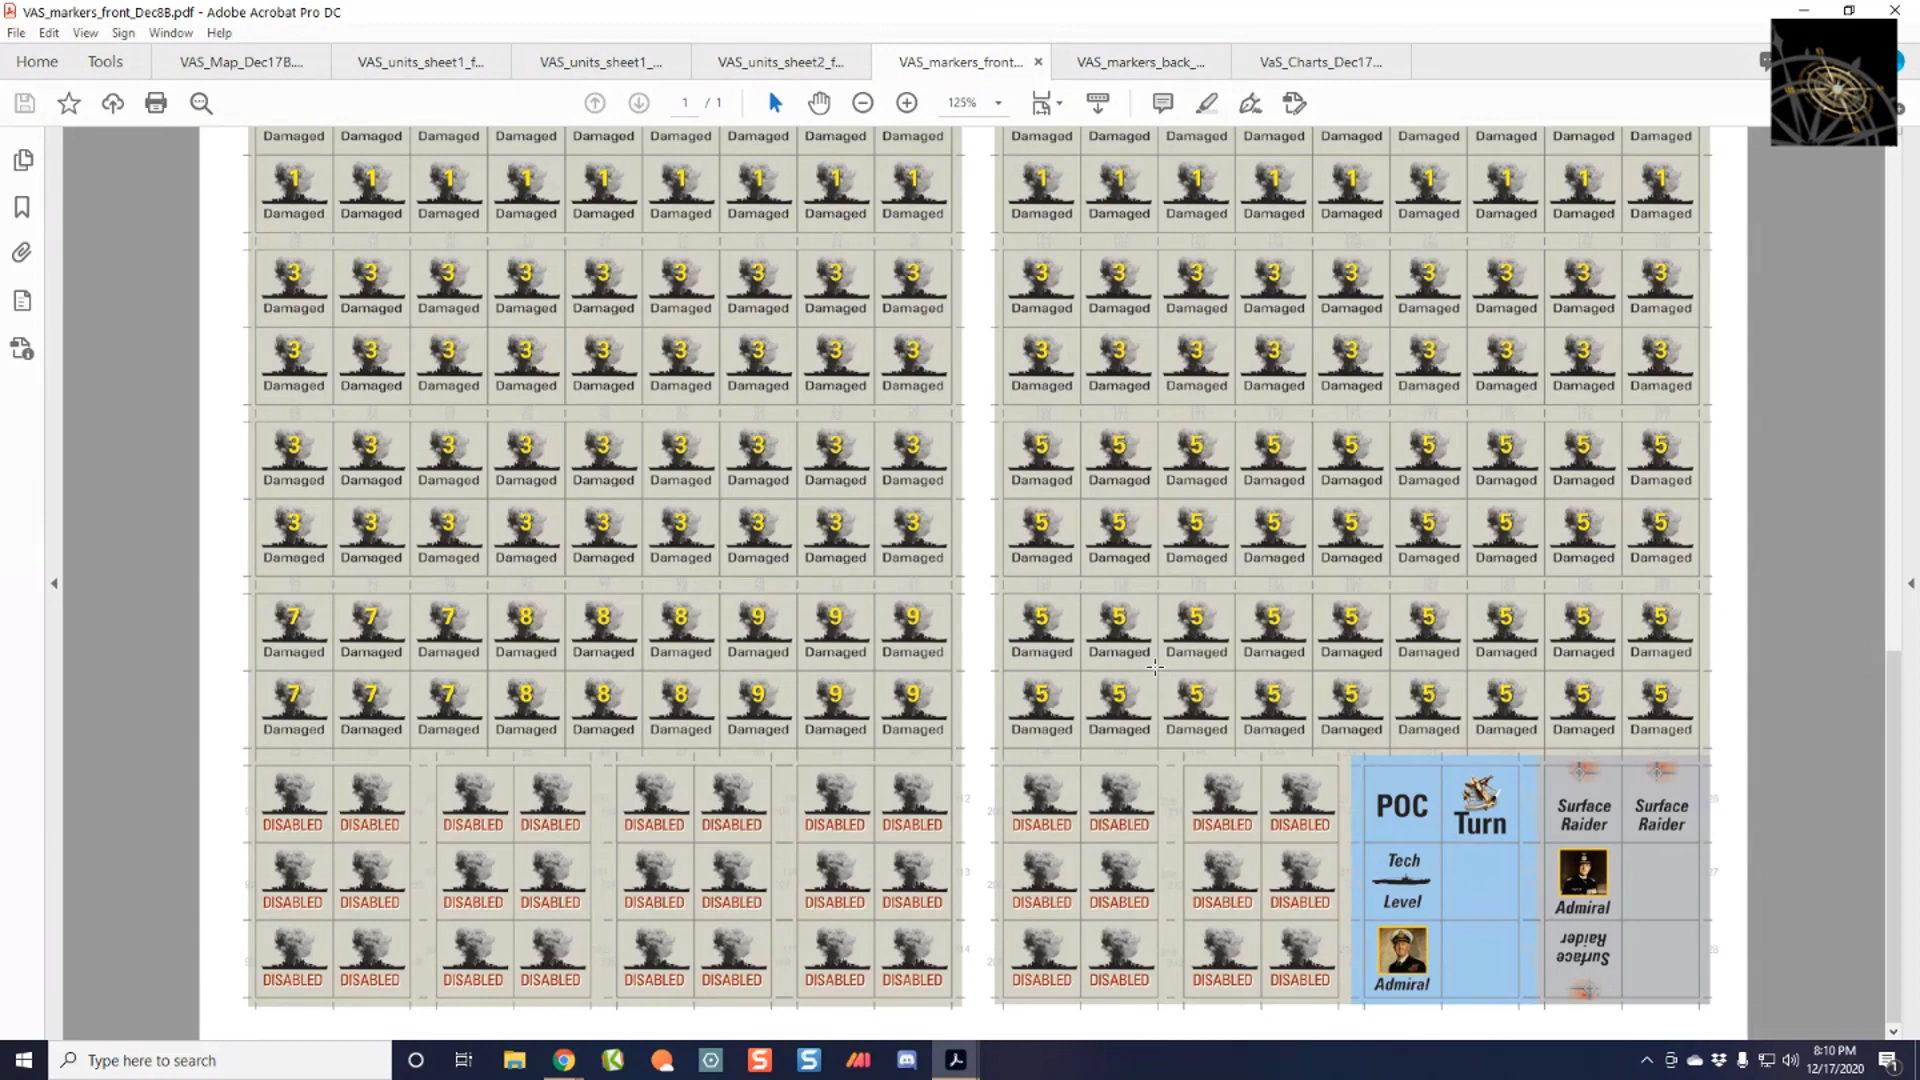 VAS_markers_front_Dec8B.pdf - Adobe Acrobat Pro DC
File Edit View Sign Window Help
Home Tools VAS_Map_Dec17B.... VAS_units_sheet1_f... VAS_units_sheet1_... VAS_units_sheet2_f... VAS_markers_front... VAS_markers_back_... VaS_Charts_Dec17...
1 / 1 125%
Damaged Damaged Damaged Damaged Damaged Damaged Damaged Damaged Damaged Damaged Damaged Damaged Damaged Damaged Damaged Damaged Damaged Damaged
1 1 1 1 1 1 1 1 1 1 1 1 1 1 1 1 1 1
Damaged Damaged Damaged Damaged Damaged Damaged Damaged Damaged Damaged Damaged Damaged Damaged Damaged Damaged Damaged Damaged Damaged Damaged
3 3 3 3 3 3 3 3 3 3 3 3 3 3 3 3 3 3
Damaged Damaged Damaged Damaged Damaged Damaged Damaged Damaged Damaged Damaged Damaged Damaged Damaged Damaged Damaged Damaged Damaged Damaged
3 3 3 3 3 3 3 3 3 3 3 3 3 3 3 3 3 3
Damaged Damaged Damaged Damaged Damaged Damaged Damaged Damaged Damaged Damaged Damaged Damaged Damaged Damaged Damaged Damaged Damaged Damaged
3 3 3 3 3 3 3 3 3 5 5 5 5 5 5 5 5 5
Damaged Damaged Damaged Damaged Damaged Damaged Damaged Damaged Damaged Damaged Damaged Damaged Damaged Damaged Damaged Damaged Damaged Damaged
3 3 3 3 3 3 3 3 3 5 5 5 5 5 5 5 5 5
Damaged Damaged Damaged Damaged Damaged Damaged Damaged Damaged Damaged Damaged Damaged Damaged Damaged Damaged Damaged Damaged Damaged Damaged
7 7 7 8 8 8 9 9 9 5 5 5 5 5 5 5 5 5
Damaged Damaged Damaged Damaged Damaged Damaged Damaged Damaged Damaged Damaged Damaged Damaged Damaged Damaged Damaged Damaged Damaged Damaged
7 7 7 8 8 8 9 9 9 5 5 5 5 5 5 5 5 5
Damaged Damaged Damaged Damaged Damaged Damaged Damaged Damaged Damaged Damaged Damaged Damaged Damaged Damaged Damaged Damaged Damaged Damaged
POC Surface Surface
DISABLED DISABLED DISABLED DISABLED DISABLED DISABLED DISABLED DISABLED DISABLED DISABLED DISABLED DISABLED Turn Raider Raider
Tech
DISABLED DISABLED DISABLED DISABLED DISABLED DISABLED DISABLED DISABLED DISABLED DISABLED DISABLED DISABLED Level Admiral
Surface
Raider
DISABLED DISABLED DISABLED DISABLED DISABLED DISABLED DISABLED DISABLED DISABLED DISABLED DISABLED DISABLED Admiral
Type here to search
8:10 PM
12/17/2020